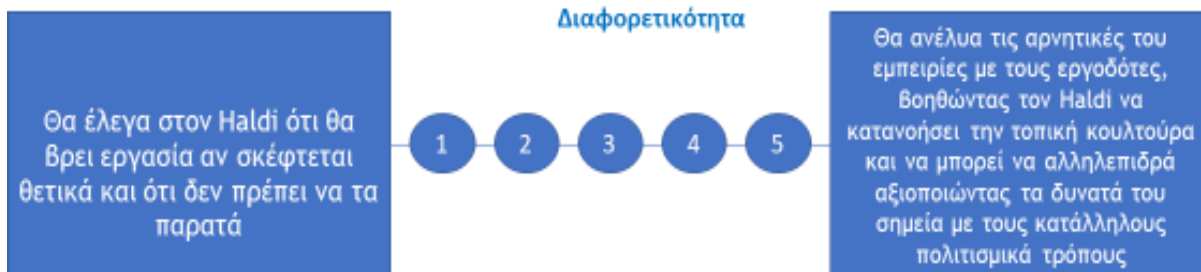 Διαφορετικότητα
Θα έλεγα στον Haldi ότι θα
βρει εργασία αν σκέφτεται
θετικά και ότι δεν πρέπει να τα
παρατά
1 2 3 4 5
Θα ανέλυα τις αρνητικές του
εμπειρίες με τους εργοδότες,
βοηθώντας τον Haldi να
κατανοήσει την τοπική κουλτούρα
και να μπορεί να αλληλεπιδρά
αξιοποιώντας τα δυνατά του
σημεία με τους κατάλληλους
πολιτισμικά τρόπους